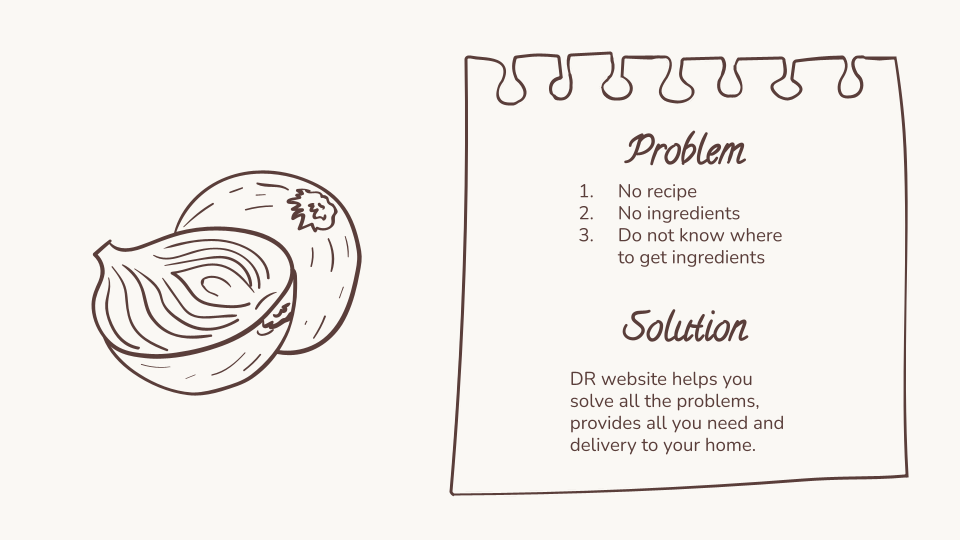 Problem
1. No recipe
2. No ingredients
3. Do not know where
to get ingredients
Solution
DR website helps you
solve all the problems,
provides all you need and
delivery to your home.